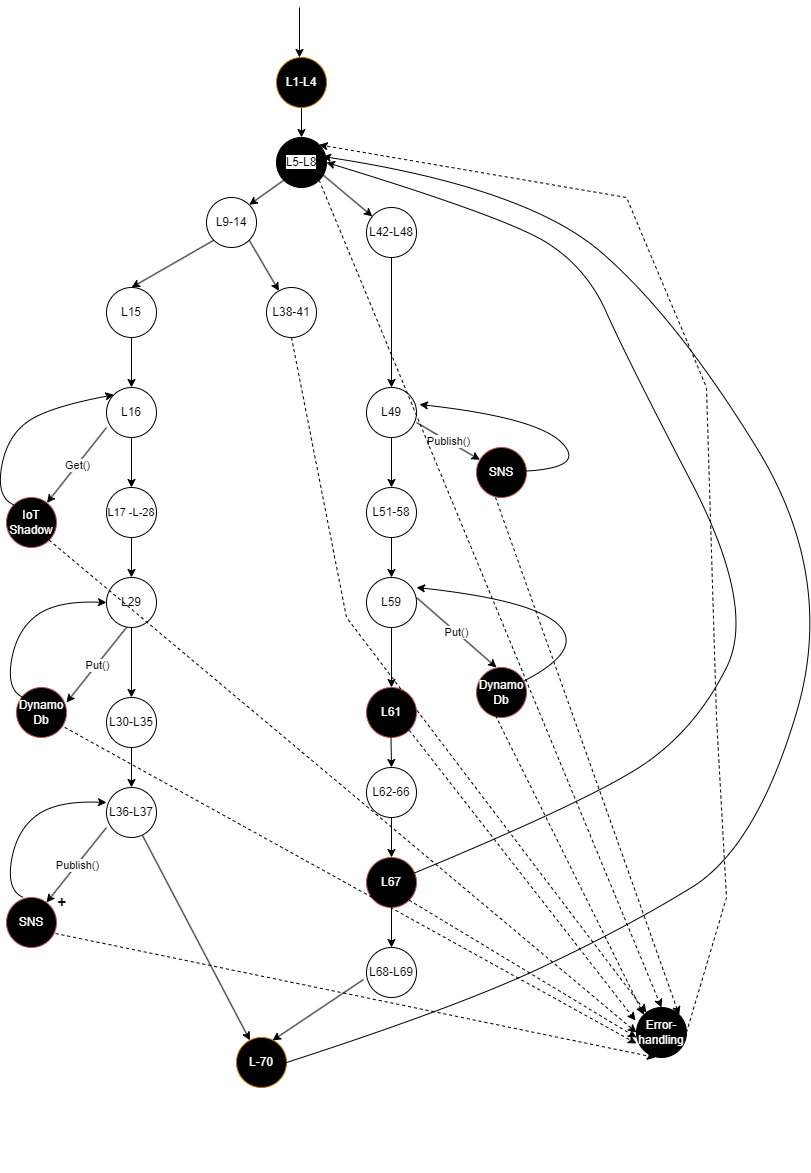 L1-L4
L5-L8
L9-14
L42-L48
L15
L38-41
L16
L49
Publish()
Get()
SNS
IoT
Shadow
L17 -L-28
L51-58
L29
L59
Put()
Put()
Dynamo
Db
Dynamo
Db
L61
L30-L35
L62-66
L36-L37
Publish()
L67
+
SNS
L68-L69
Error-
handling
L-70